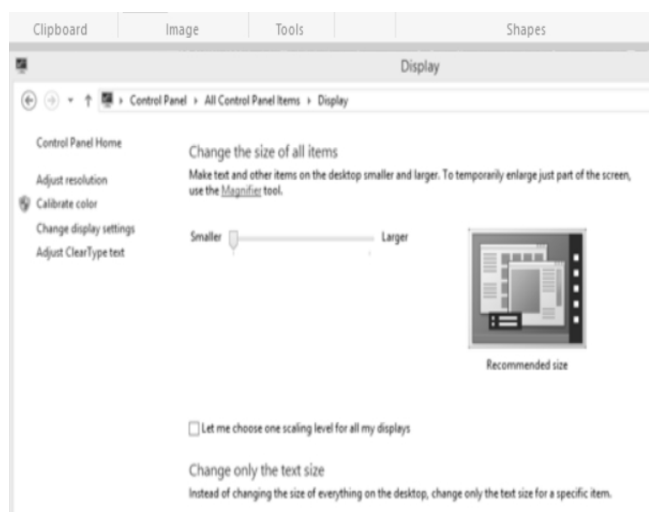 Clipboard Image Tools Shapes
Display
Control Panel All Control Panel Items Display
Control Panel Home
Adjust resolution
Calibrate color
Change display settings
Adjust ClearType text
Change the size of all items
Make text and other items on the desktop smaller and larger. To temporarily enlarge just part of the screen,
use the Magnifier tool.
Smaller Larger
Recommended size
Let me choose one scaling level for all my displays
Change only the text size
Instead of changing the size of everything on the desktop, change only the text size for a specific item.